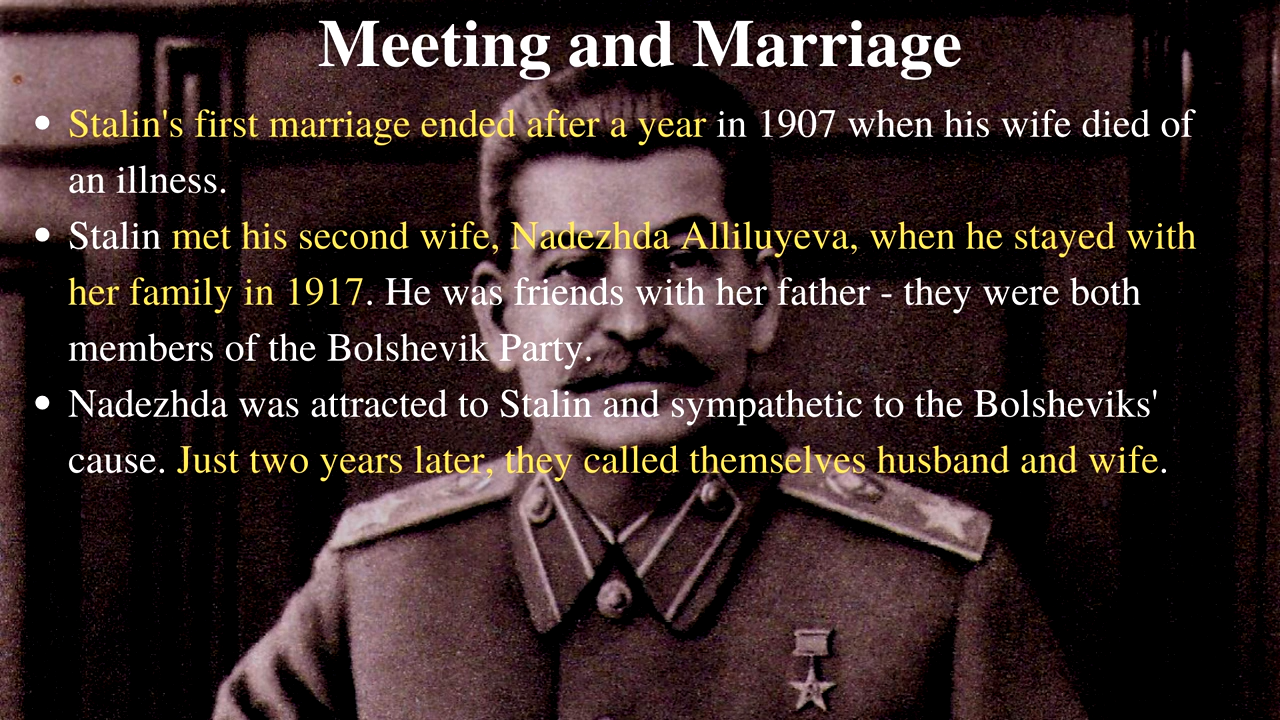 Meeting and Marriage
• Stalin's first marriage ended after a year in 1907 when his wife died of
an illness.
• Stalin met his second wife, Nadezhda Alliluyeva, when he stayed with
her family in 1917. He was friends with her father - they were both
members of the Bolshevik Party.
• Nadezhda was attracted to Stalin and sympathetic to the Bolsheviks'
cause. Just two years later, they called themselves husband and wife.